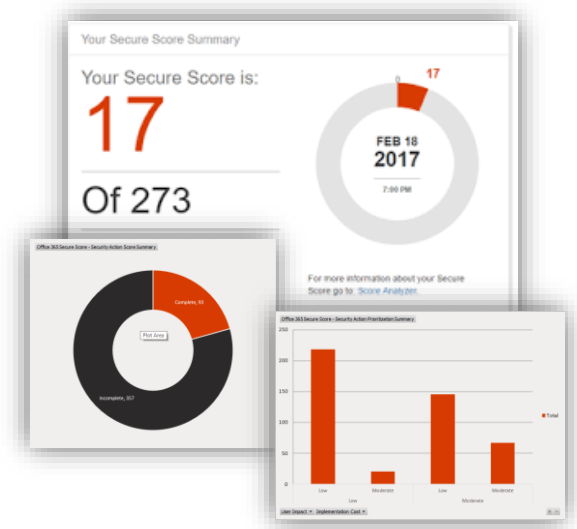 Your Secure Score Summary
Your Secure Score is:
17
Of 273
0
17
FEB 18
2017
7:00 PM
For more information about your Secure
Score go to: Score Analyzer.
Office 365 Secure Score - Security Action Score Summary
Complete, 93
Plot Area
Incomplete, 357
Office 365 Secure Score - Security Action Prioritization Summary
250
200
150
100
50
0
Low
Moderate
Low
Moderate
Low
Moderate
Total
User Impact
Implementation Cost